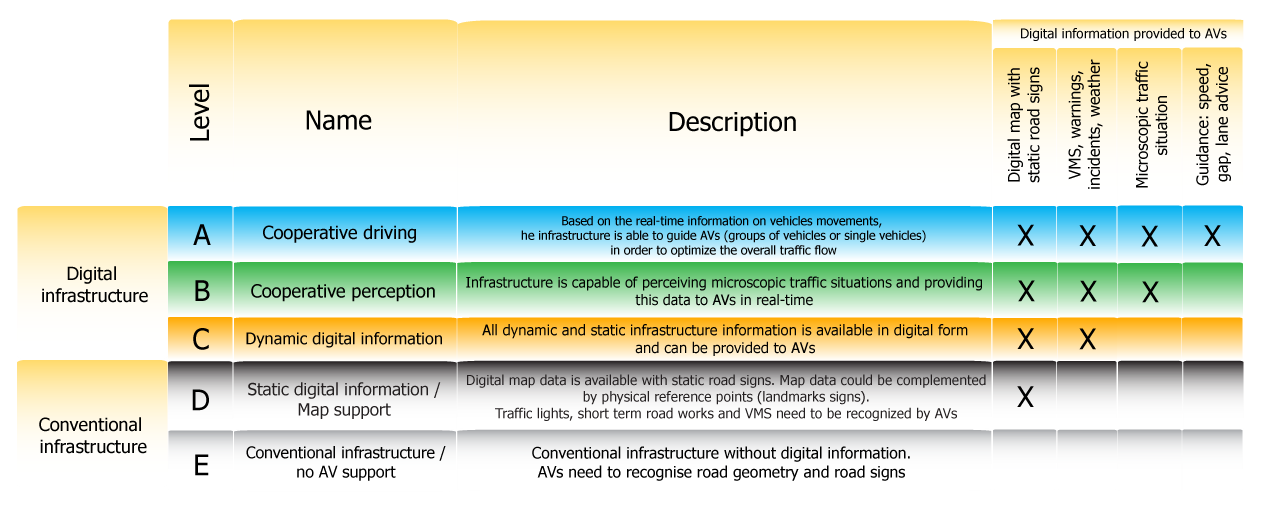 Level
Name
Description
Digital information provided to AVs
Digital map with
static road signs
VMS, warnings,
incidents, weather
Microscopic traffic
situation
Guidance: speed,
gap, lane advice
Digital
infrastructure
A
Cooperative driving
Based on the real-time information on vehicles movements,
he infrastructure is able to guide AVs (groups of vehicles or single vehicles)
in order to optimize the overall traffic flow
X X X X
B
Cooperative perception
Infrastructure is capable of perceiving microscopic traffic situations and providing
this data to AVs in real-time
X X X
C
Dynamic digital information
All dynamic and static infrastructure information is available in digital form
and can be provided to AVs
X X
Conventional
infrastructure
D
Static digital information /
Map support
Digital map data is available with static road signs. Map data could be complemented
by physical reference points (landmarks signs).
Traffic lights, short term road works and VMS need to be recognized by AVs
X
E
Conventional infrastructure /
no AV support
Conventional infrastructure without digital information.
AVs need to recognise road geometry and road signs